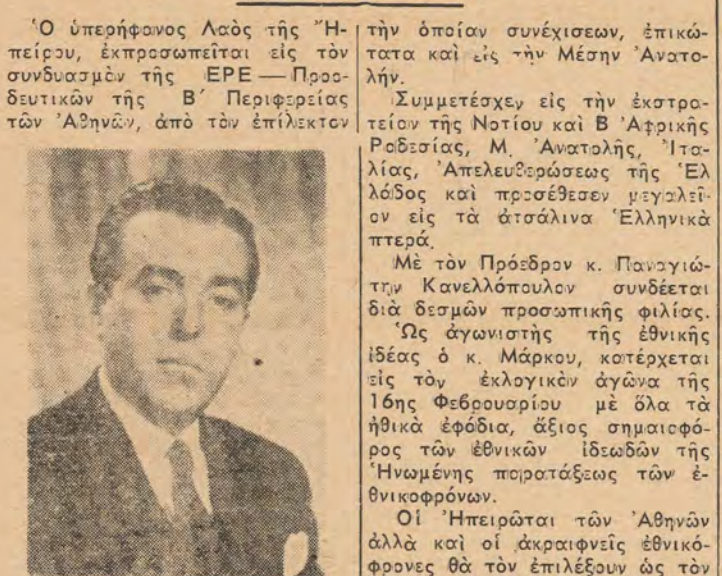 Ὁ ὑπερήφανος Λαὸς τῆς Ἠ-
πείρου, ἐκπροσωπεῖται εἰς τὸν
συνδυασμὸν τῆς ΕΡΕ — Προο-
δευτικῶν τῆς Β΄ Περιφερείας
τῶν Ἀθηνῶν, ἀπὸ τὸν ἐπίλεκτον
τὴν ὁποίαν συνέχισεων, ἐπικώ-
τατα καὶ εἰς τὴν Μέσην Ἀνατο-
λήν.
Συμμετέσχεν εἰς τὴν ἐκστρα-
τείαν τῆς Νοτίου καὶ Β Ἀφρικῆς
Ροδεσίας, Μ. Ἀνατολῆς, Ἰτα-
λίας, Ἀπελευθερώσεως τῆς Ἑλ
λάδος καὶ προσέθεσεν μεγαλεῖ-
ον εἰς τὰ ἀτσάλινα Ἑλληνικὰ
πτερά.
Μὲ τὸν Πρόεδρον κ. Παναγιώ-
την Κανελλόπουλον συνδέεται
διὰ δεσμῶν προσωπικῆς φιλίας.
Ὡς ἀγωνιστὴς τῆς ἐθνικῆς
ἰδέας ὁ κ. Μάρκου, κατέρχεται
εἰς τὸν ἐκλογικὸν ἀγῶνα τῆς
16ης Φεβρουαρίου μὲ ὅλα τὰ
ἠθικὰ ἐφόδια, ἄξιος σημαιοφό-
ρος τῶν ἐθνικῶν ἰδεωδῶν τῆς
Ἡνωμένης παρατάξεως τῶν ἐ-
θνικοφρόνων.
Οἱ Ἠπειρῶται τῶν Ἀθηνῶν
ἀλλὰ καὶ οἱ ἀκραιφνεῖς ἐθνικό-
φρονες θὰ τὸν ἐπιλέξουν ὡς τὸν